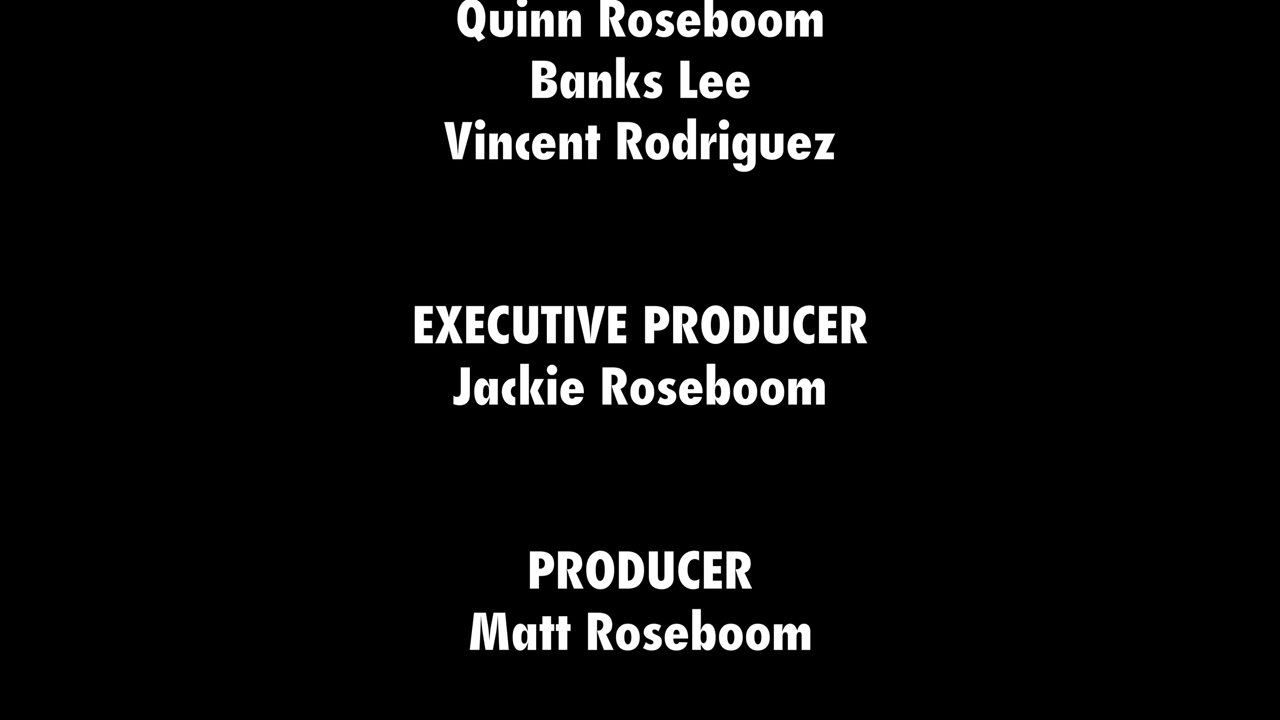 Quinn Roseboom
Banks Lee
Vincent Rodriguez
EXECUTIVE PRODUCER
Jackie Roseboom
PRODUCER
Matt Roseboom